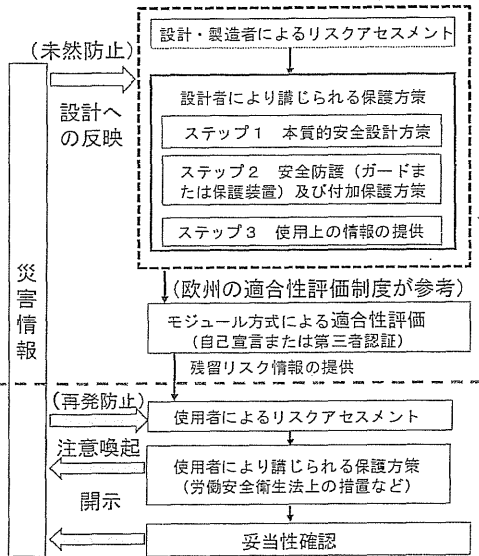 設計・製造者によるリスクアセスメント
(未然防止)
設計へ
の反映
設計者により講じられる保護方策
ステップ1 本質的安全設計方策
ステップ2 安全防護(ガードま
たは保護装置)及び付加保護方策
ステップ3 使用上の情報の提供
災害情報
(欧州の適合性評価制度が参考)
モジュール方式による適合性評価
(自己宣言または第三者認証)
残留リスク情報の提供
(再発防止)
使用者によるリスクアセスメント
注意喚起
使用者により講じられる保護方策
(労働安全衛生法上の措置など)
開示
妥当性確認